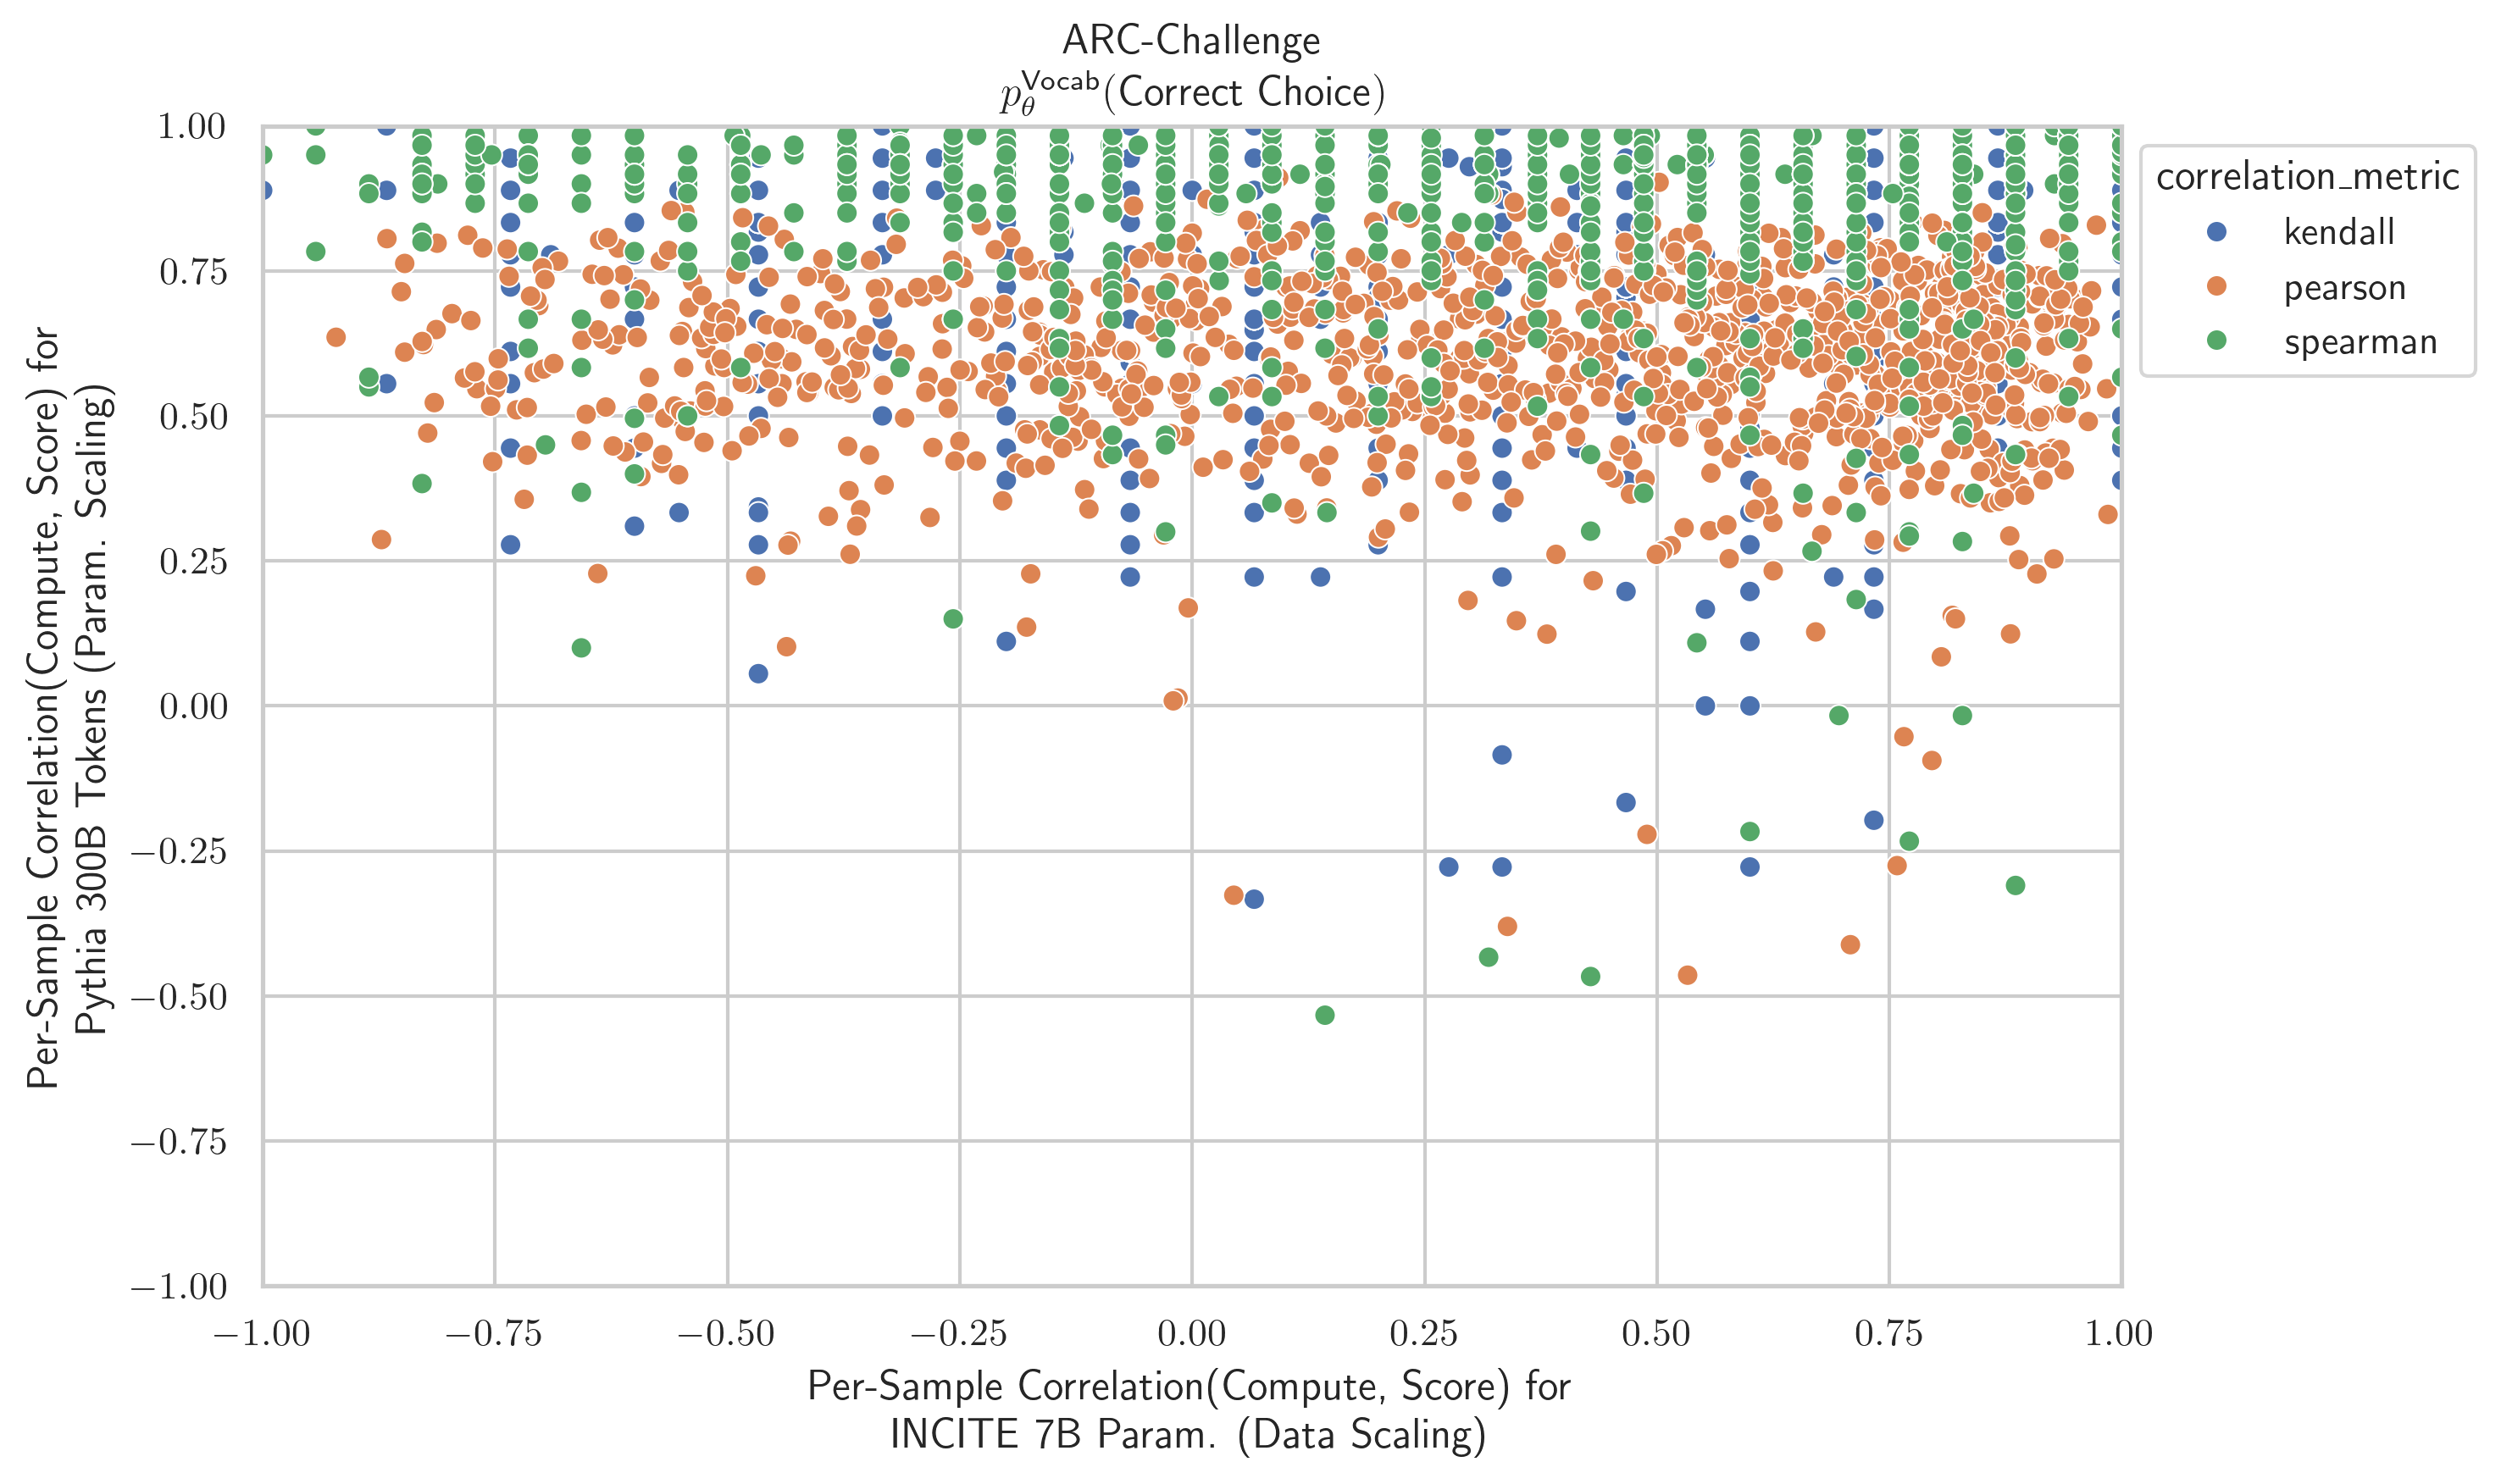 ARC-Challenge
p_θ^Vocab(Correct Choice)
1.00
0.75
0.50
0.25
0.00
−0.25
−0.50
−0.75
−1.00
Per-Sample Correlation(Compute, Score) for
Pythia 300B Tokens (Param. Scaling)
correlation_metric
kendall
pearson
spearman
−1.00 −0.75 −0.50 −0.25 0.00 0.25 0.50 0.75 1.00
Per-Sample Correlation(Compute, Score) for
INCITE 7B Param. (Data Scaling)